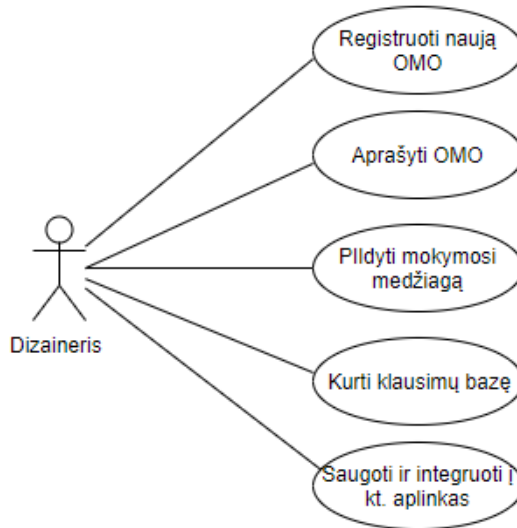 Registruoti naują
OMO
Aprašyti OMO
PIldyti mokymosi
medžiagą
Dizaineris
Kurti klausimų bazę
Saugoti ir integruoti į
kt. aplinkas